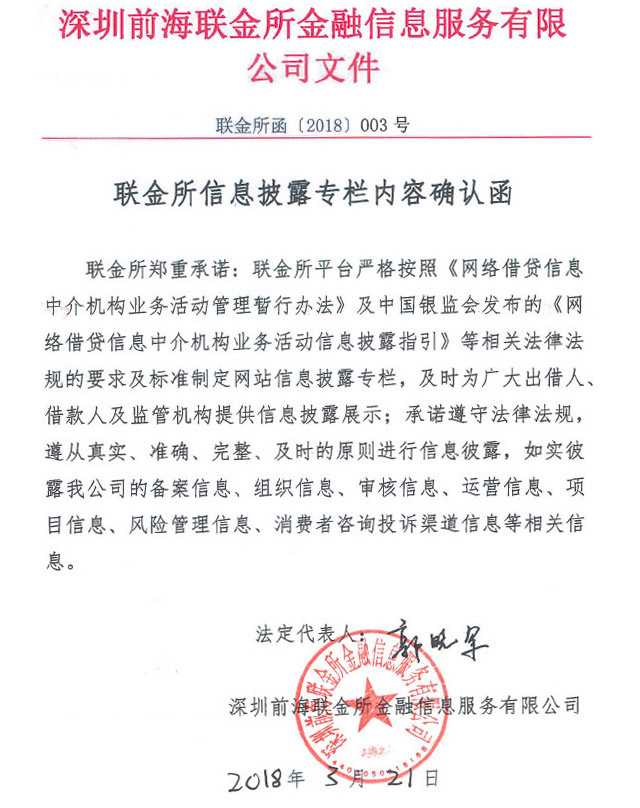 深圳前海联金所金融信息服务有限
公司文件
联金所函〔2018〕003 号
联金所信息披露专栏内容确认函
联金所郑重承诺：联金所平台严格按照《网络借贷信息
中介机构业务活动管理暂行办法》及中国银监会发布的《网
络借贷信息中介机构业务活动信息披露指引》等相关法律法
规的要求及标准制定网站信息披露专栏，及时为广大出借人、
借款人及监管机构提供信息披露展示；承诺遵守法律法规，
遵从真实、准确、完整、及时的原则进行信息彼露，如实彼
露我公司的备案信息、组织信息、审核信息、运营信息、项
目信息、风险管理信息、消费者咨询投诉渠道信息等相关信
息。
法定代表人：郭晓军
深圳前海联金所金融信息服务有限公司
深圳前海联金所金融信息服务有限公司
2018年 3月 21日